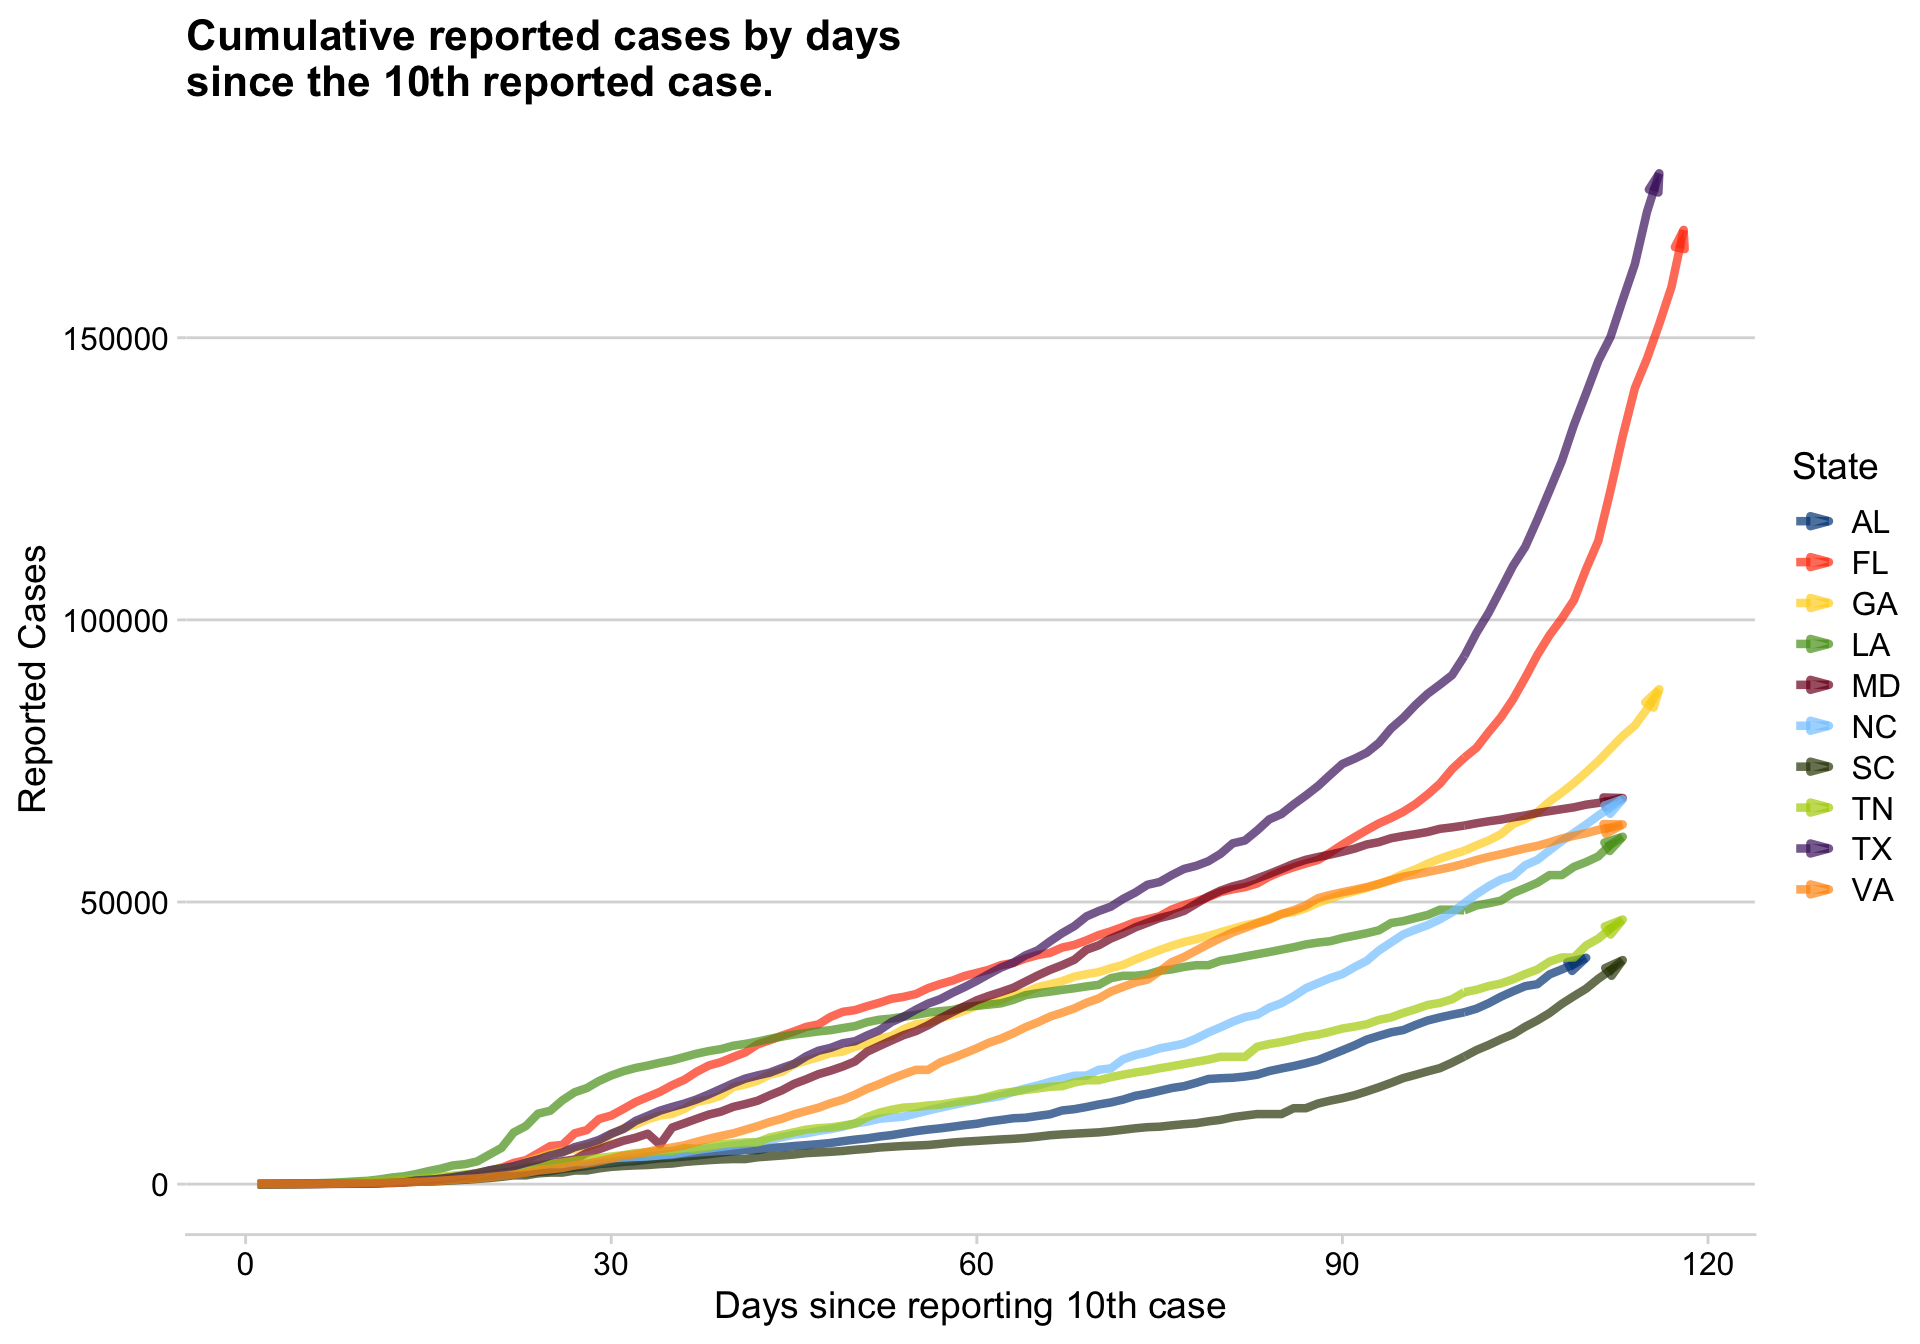 Cumulative reported cases by days
since the 10th reported case.
Reported Cases
150000
100000
50000
0
0 30 60 90 120
Days since reporting 10th case
State
AL
FL
GA
LA
MD
NC
SC
TN
TX
VA